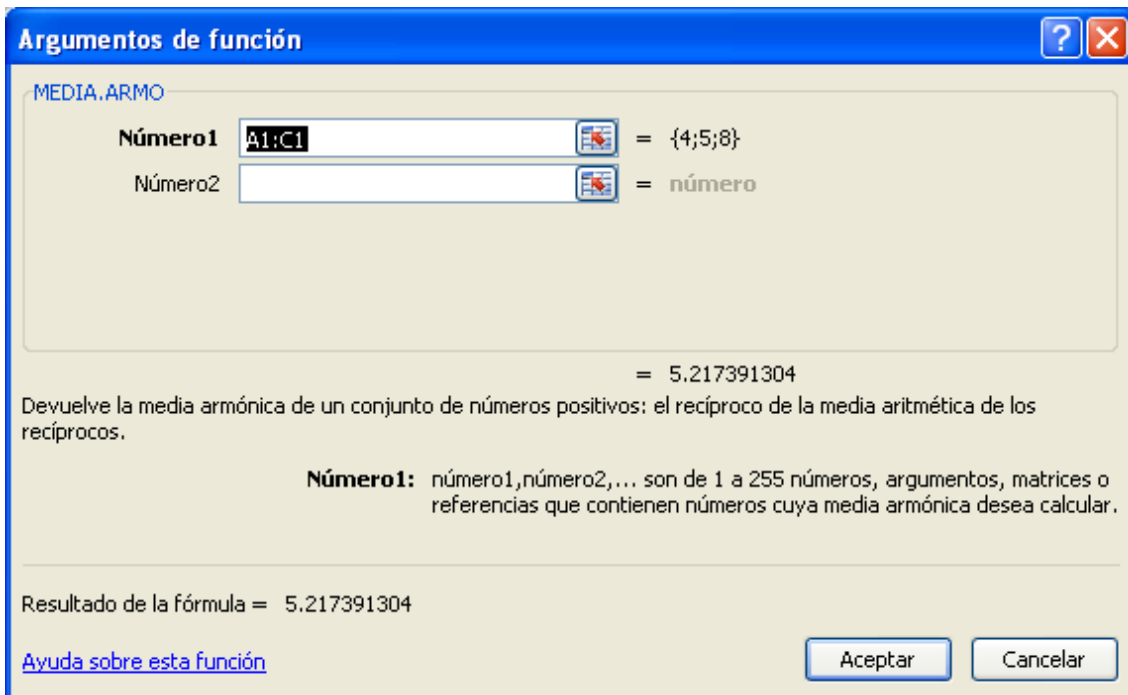 Argumentos de función
MEDIA.ARMO
Número1 A1:C1 = {4;5;8}
Número2 = número
= 5.217391304
Devuelve la media armónica de un conjunto de números positivos: el recíproco de la media aritmética de los
recíprocos.
Número1: número1,número2,... son de 1 a 255 números, argumentos, matrices o
referencias que contienen números cuya media armónica desea calcular.
Resultado de la fórmula = 5.217391304
Ayuda sobre esta función
Aceptar Cancelar